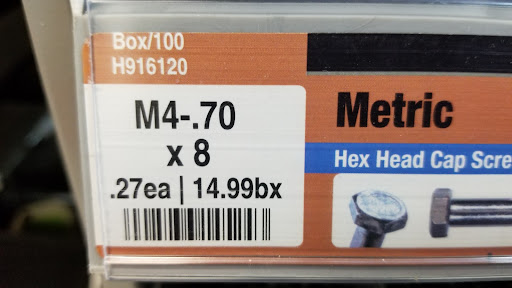 Box/100
H916120
M4-.70
x 8
.27ea | 14.99bx
Metric
Hex Head Cap Scre